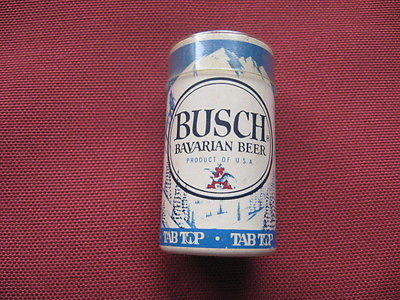 BUSCH®
BAVARIAN BEER
PRODUCT OF U.S.A.
TAB TOP • TAB TOP